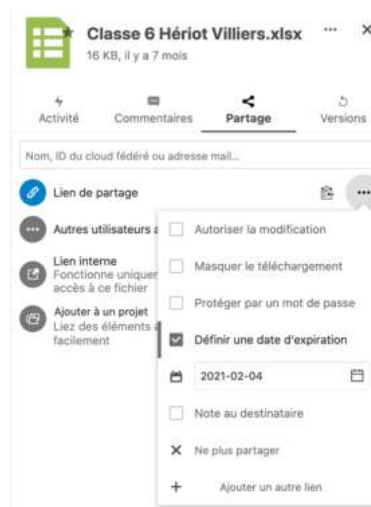 Classe 6 Hériot Villiers.xlsx
16 KB, il y a 7 mois
Activité Commentaires Partage Versions
Nom, ID du cloud fédéré ou adresse mail...
Lien de partage
Autres utilisateurs
Autoriser la modification
Lien interne
Fonctionne
accès à ce fichier
Masquer le téléchargement
Protéger par un mot de passe
Ajouter à un projet
Liez des éléments
facilement
Définir une date d'expiration
2021-02-04
Note au destinataire
Ne plus partager
Ajouter un autre lien